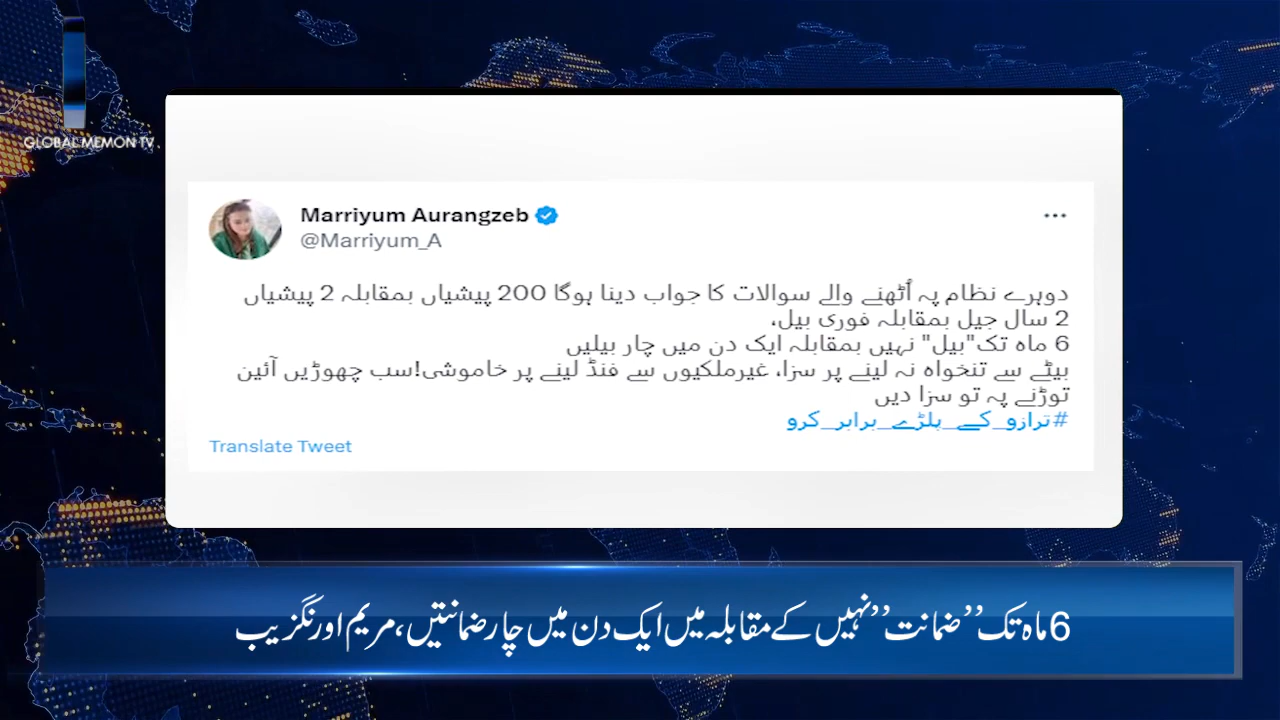 GLOBAL MEMON TV
Marriyum Aurangzeb
@Marriyum_A
دوہرے نظام پہ اُٹھنے والے سوالات کا جواب دینا ہوگا 200 پیشیاں بمقابلہ 2 پیشیاں
2 سال جیل بمقابلہ فوری بیل،
6 ماہ تک"بیل" نہیں بمقابلہ ایک دن میں چار بیلیں
بیٹے سے تنخواہ نہ لینے پر سزا، غیرملکیوں سے فنڈ لینے پر خاموشی!سب چھوڑیں آئین
توڑنے پہ تو سزا دیں
#ترازو_کے_پلڑے_برابر_کرو
Translate Tweet
6 ماہ تک ”ضمانت” نہیں کے مقابلہ میں ایک دن میں چار ضمانتیں، مریم اورنگزیب